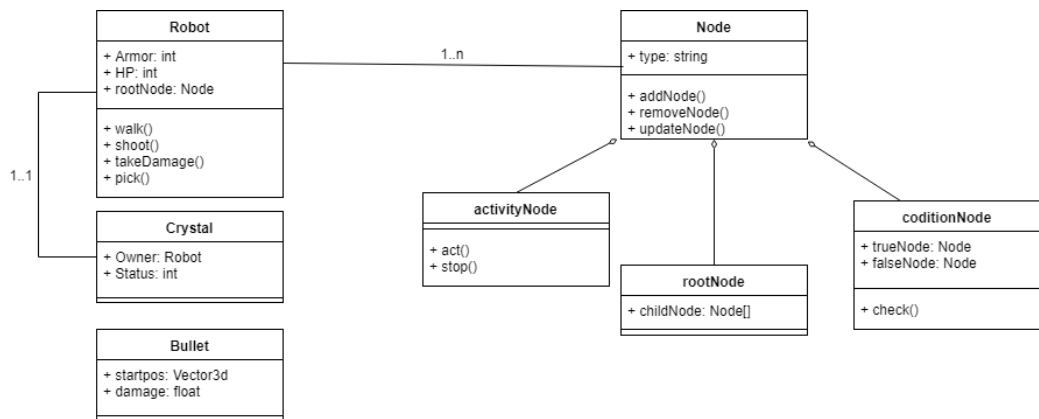 Robot
+ Armor: int
+ HP: int
+ rootNode: Node
+ walk()
+ shoot()
+ takeDamage()
+ pick()
1..n
Node
+ type: string
+ addNode()
+ removeNode()
+ updateNode()
1..1
Crystal
+ Owner: Robot
+ Status: int
activityNode
+ act()
+ stop()
rootNode
+ childNode: Node[]
coditionNode
+ trueNode: Node
+ falseNode: Node
+ check()
Bullet
+ startpos: Vector3d
+ damage: float